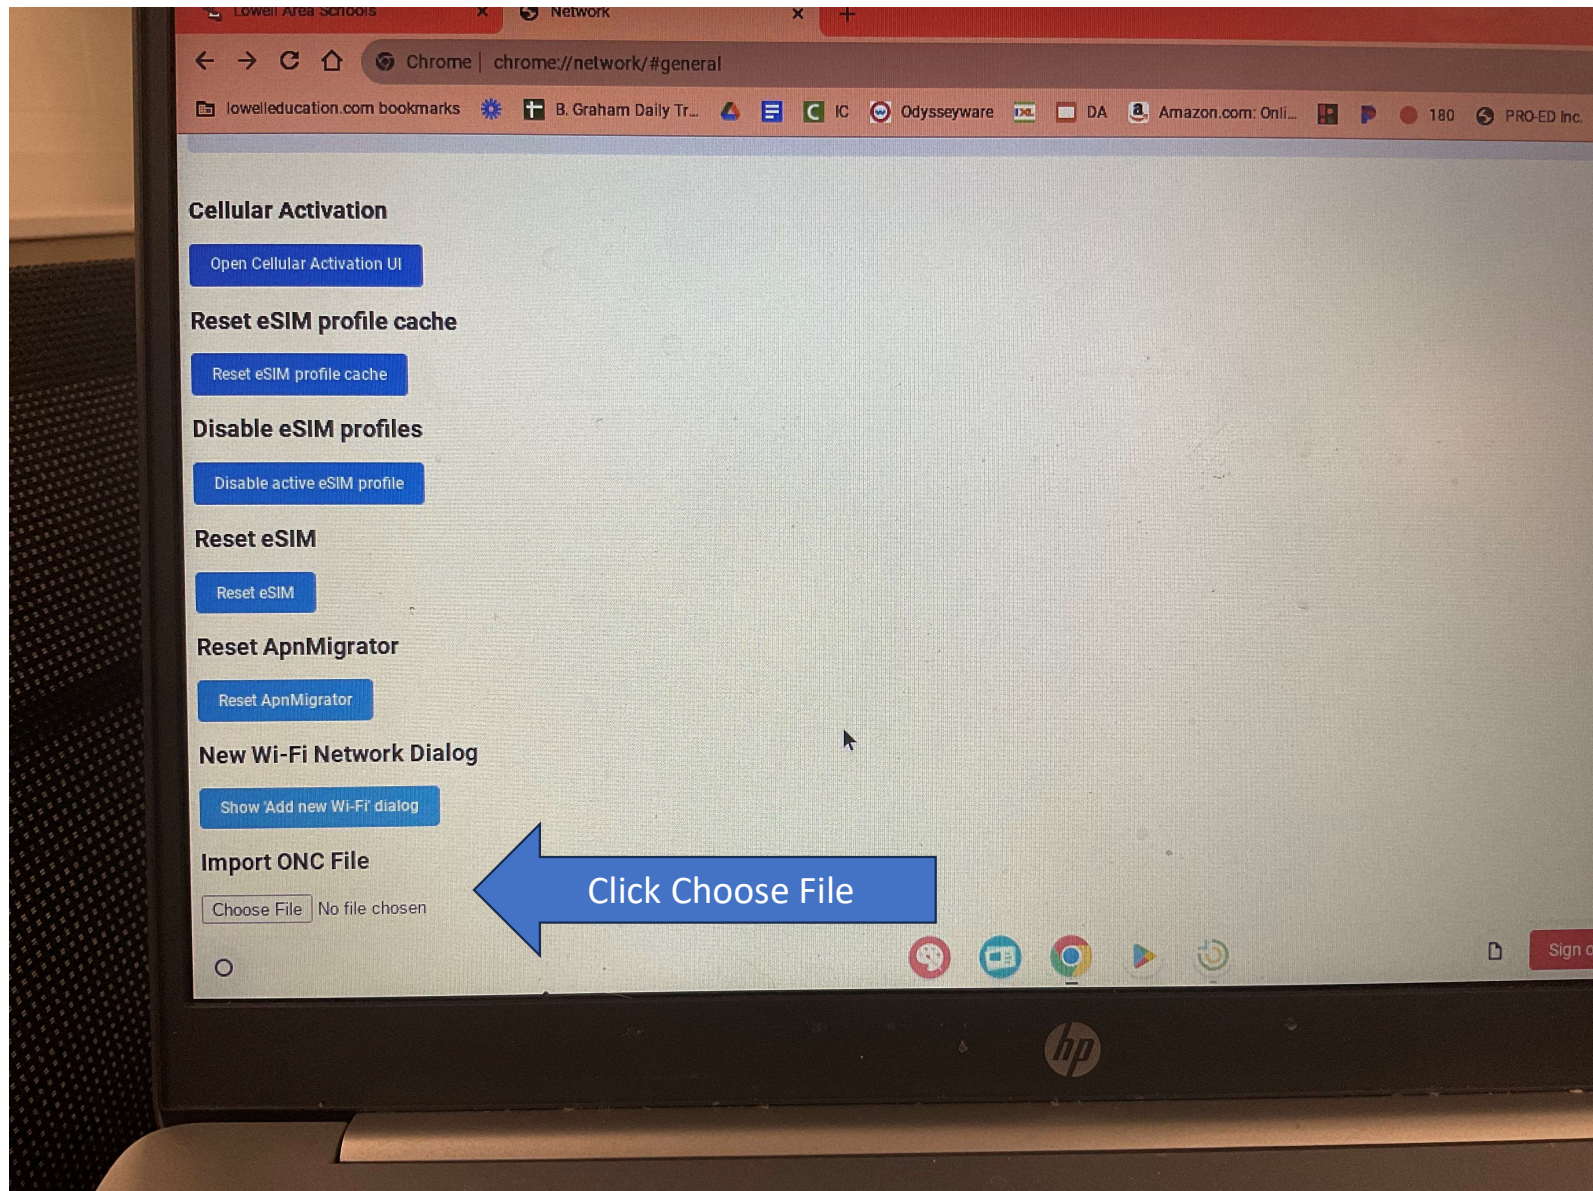 Lowell Area Schools
Network
Chrome | chrome://network/#general
lowelleducation.com bookmarks B. Graham Daily Tr... C IC Odysseyware IXL DA a Amazon.com: Onli... 180 PRO-ED Inc.
Cellular Activation
Open Cellular Activation UI
Reset eSIM profile cache
Reset eSIM profile cache
Disable eSIM profiles
Disable active eSIM profile
Reset eSIM
Reset eSIM
Reset ApnMigrator
Reset ApnMigrator
New Wi-Fi Network Dialog
Show 'Add new Wi-Fi' dialog
Import ONC File
Click Choose File
Choose File No file chosen
Sign o
hp